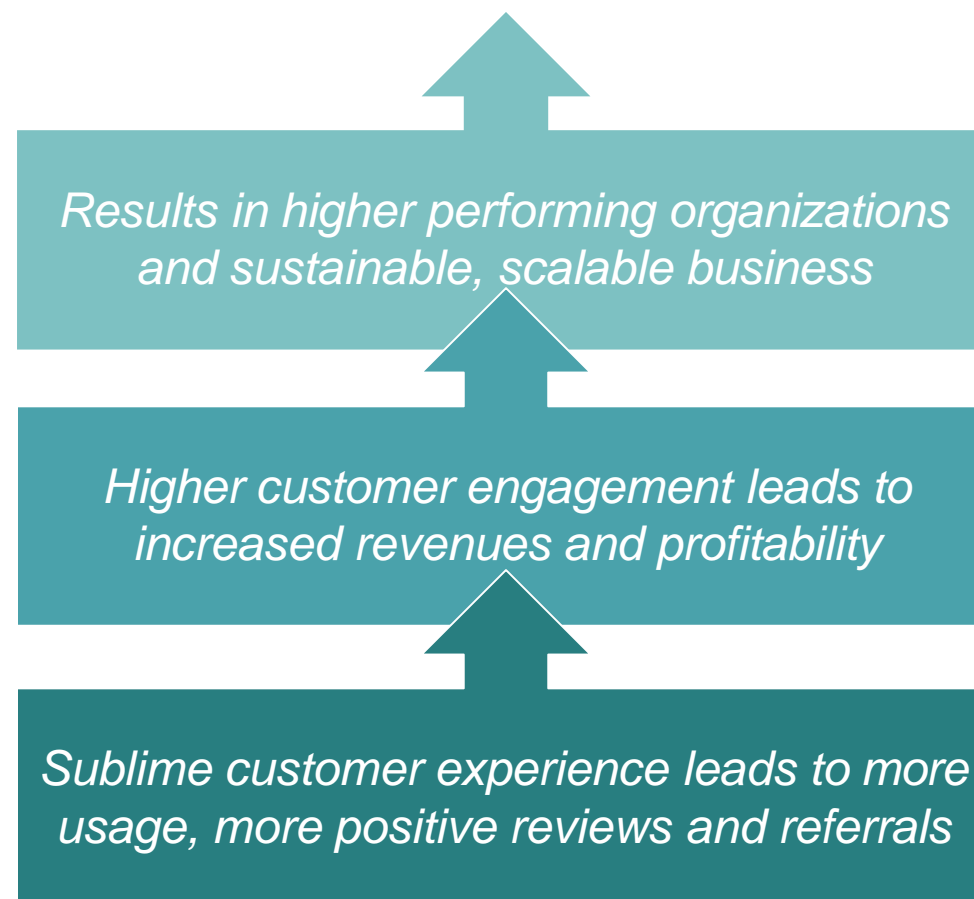 Results in higher performing organizations
and sustainable, scalable business
Higher customer engagement leads to
increased revenues and profitability
Sublime customer experience leads to more
usage, more positive reviews and referrals